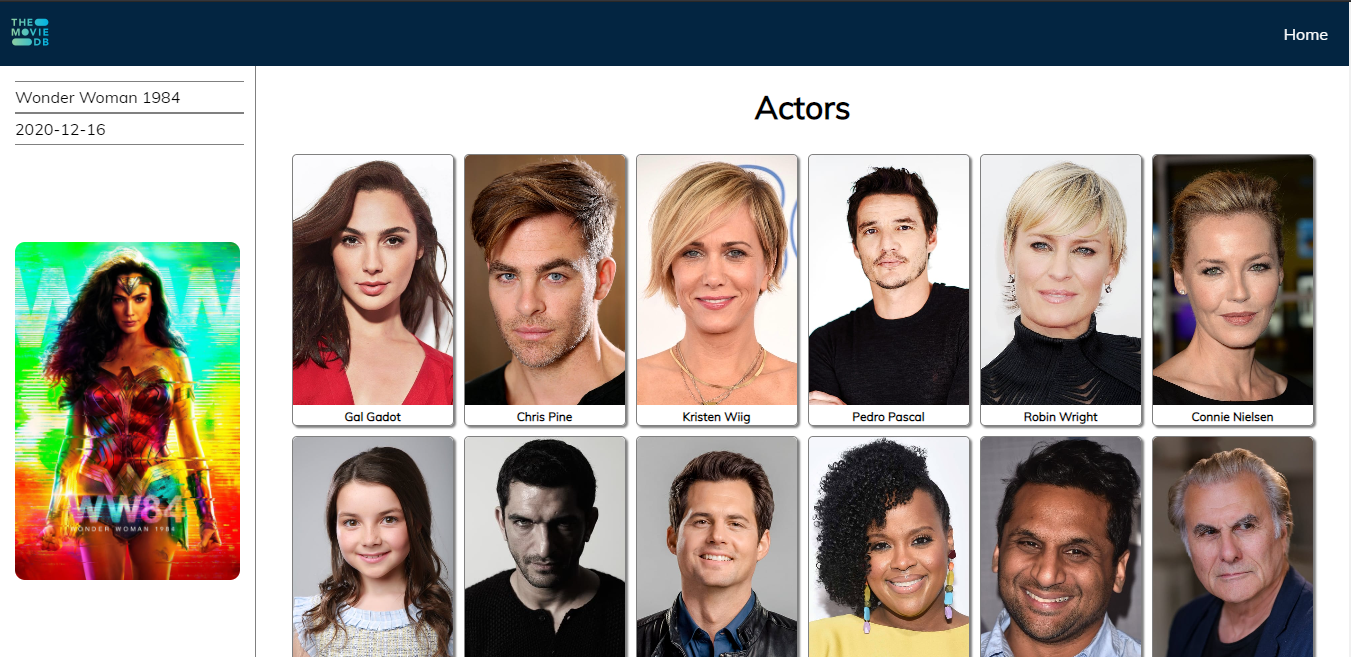 THE
MOVIE
DB
Home
Wonder Woman 1984
2020-12-16
Actors
WW
WW84
WONDER WOMAN 1984
Gal Gadot
Chris Pine
Kristen Wiig
Pedro Pascal
Robin Wright
Connie Nielsen